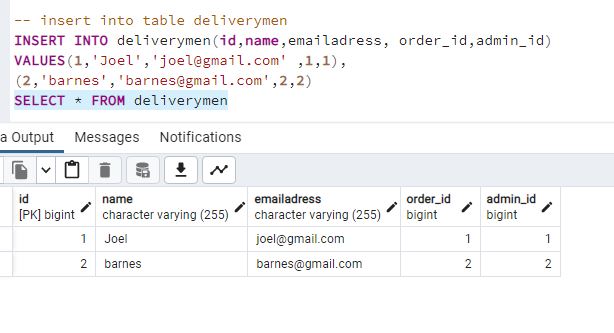 -- insert into table deliverymen
INSERT INTO deliverymen(id,name,emailadress, order_id,admin_id)
VALUES(1,'Joel','joel@gmail.com' ,1,1),
(2,'barnes','barnes@gmail.com',2,2)
SELECT * FROM deliverymen
a Output Messages Notifications
id name emailadress order_id admin_id
[PK] bigint character varying (255) character varying (255) bigint bigint
1 Joel joel@gmail.com 1 1
2 barnes barnes@gmail.com 2 2